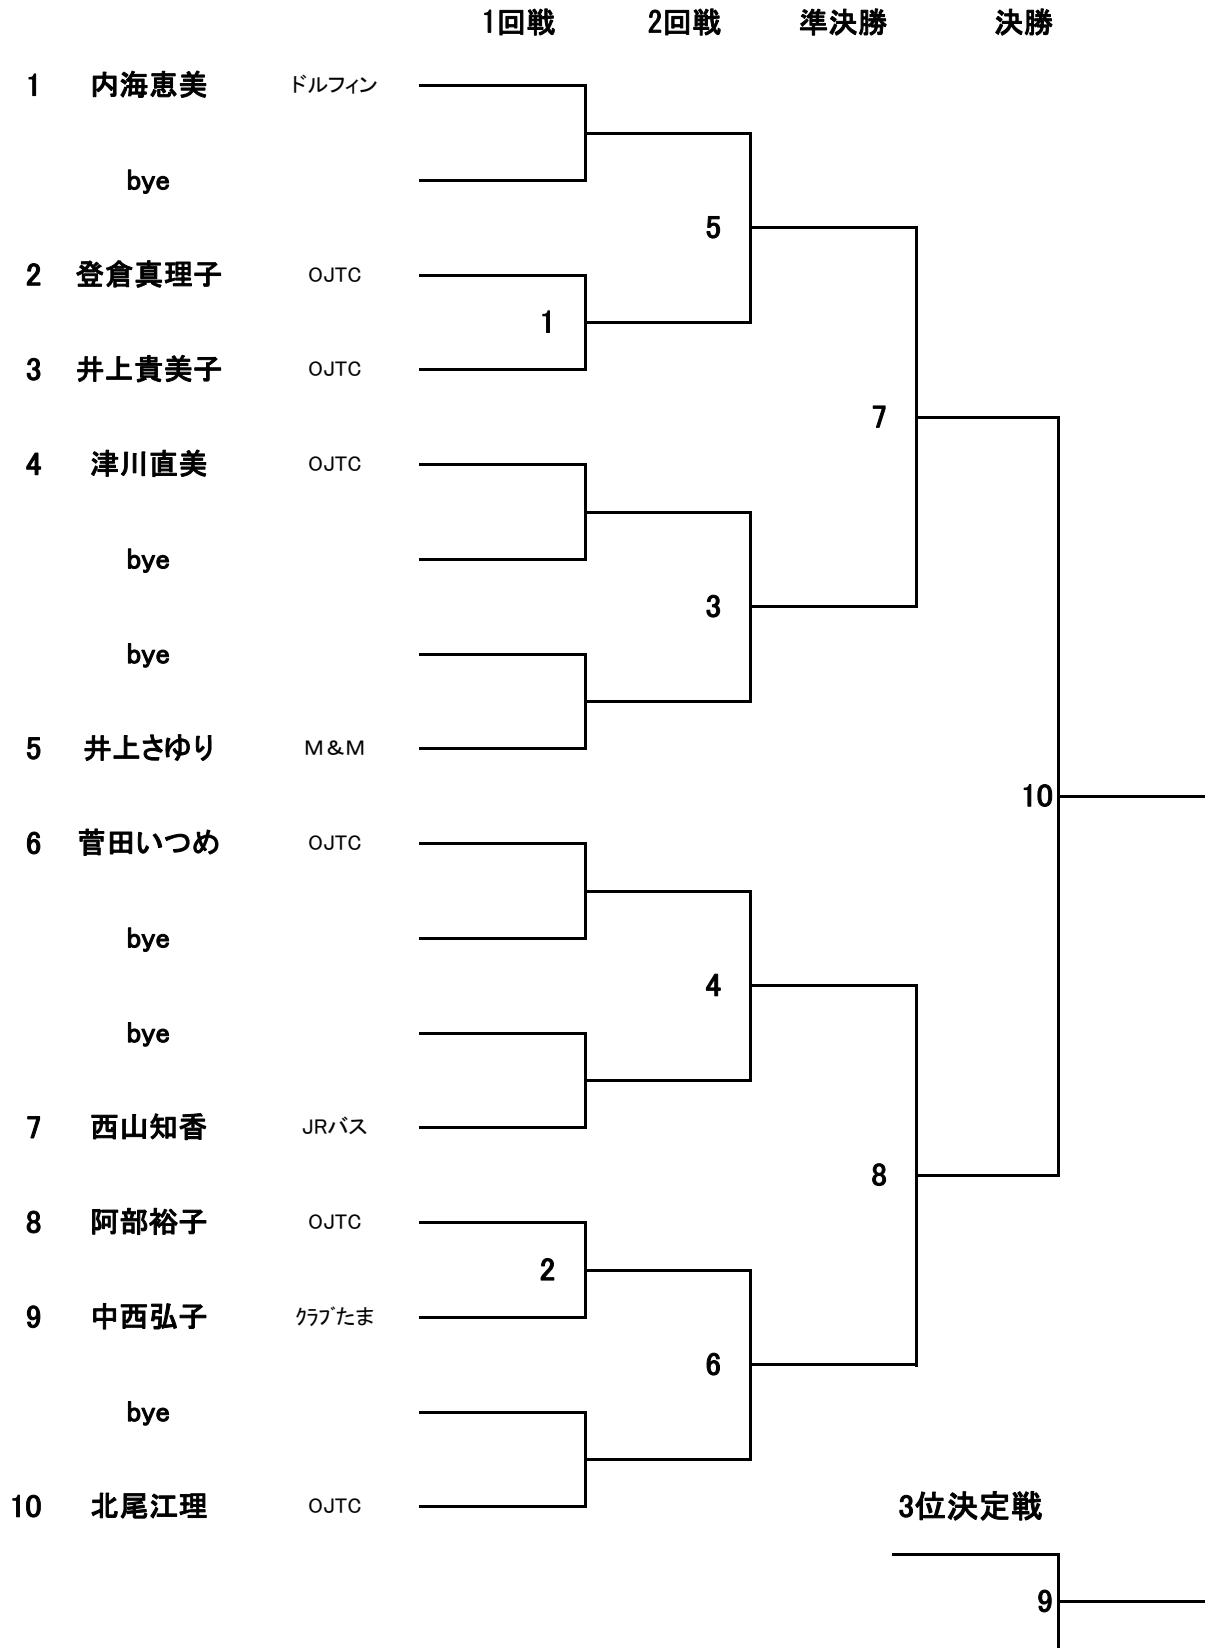 1回戦 2回戦 準決勝 決勝
1 内海恵美 ドルフィン
bye
5
2 登倉真理子 OJTC
1
3 井上貴美子 OJTC
7
4 津川直美 OJTC
bye
3
bye
5 井上さゆり M&M
10
6 菅田いつめ OJTC
bye
4
bye
7 西山知香 JRバス
8
8 阿部裕子 OJTC
2
9 中西弘子 ｸﾗﾌﾞたま
6
bye
10 北尾江理 OJTC 3位決定戦
9